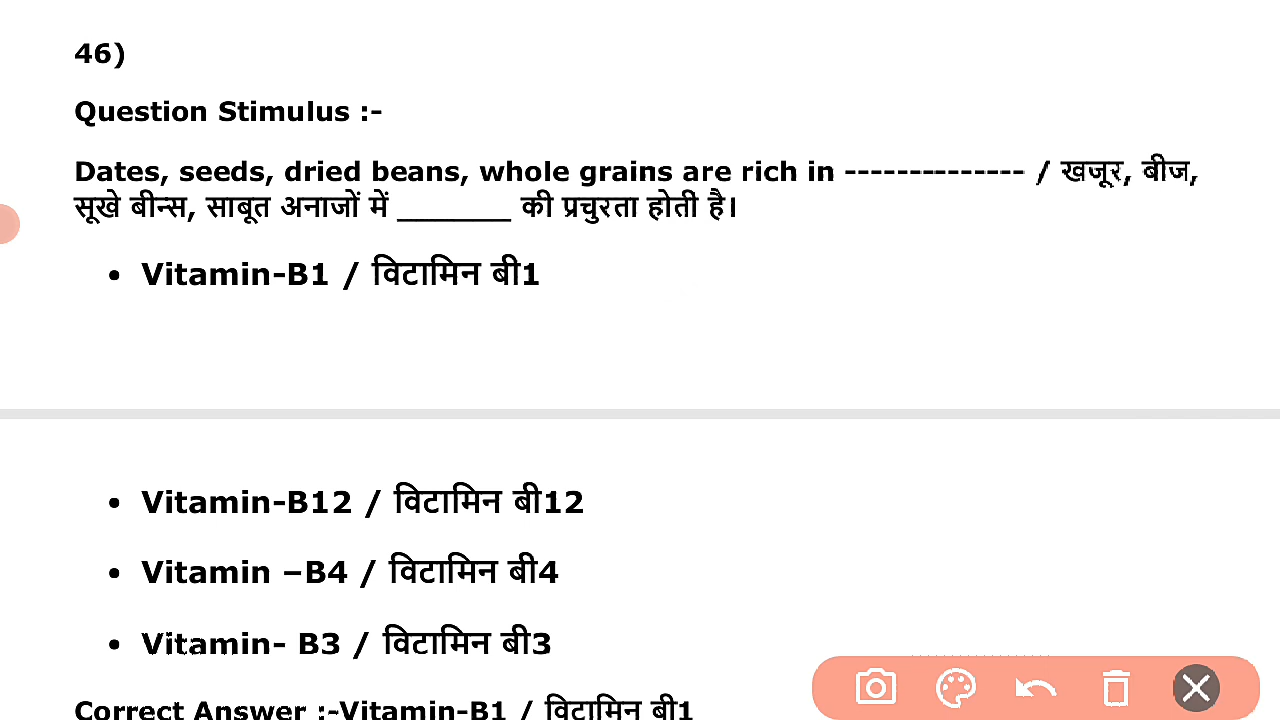 46)
Question Stimulus :-
Dates, seeds, dried beans, whole grains are rich in -------------- / खजूर, बीज,
सूखे बीन्स, साबूत अनाजों में ________ की प्रचुरता होती है।
• Vitamin-B1 / विटामिन बी1
• Vitamin-B12 / विटामिन बी12
• Vitamin –B4 / विटामिन बी4
• Vitamin- B3 / विटामिन बी3
Correct Answer :-Vitamin-B1 / विटामिन बी1